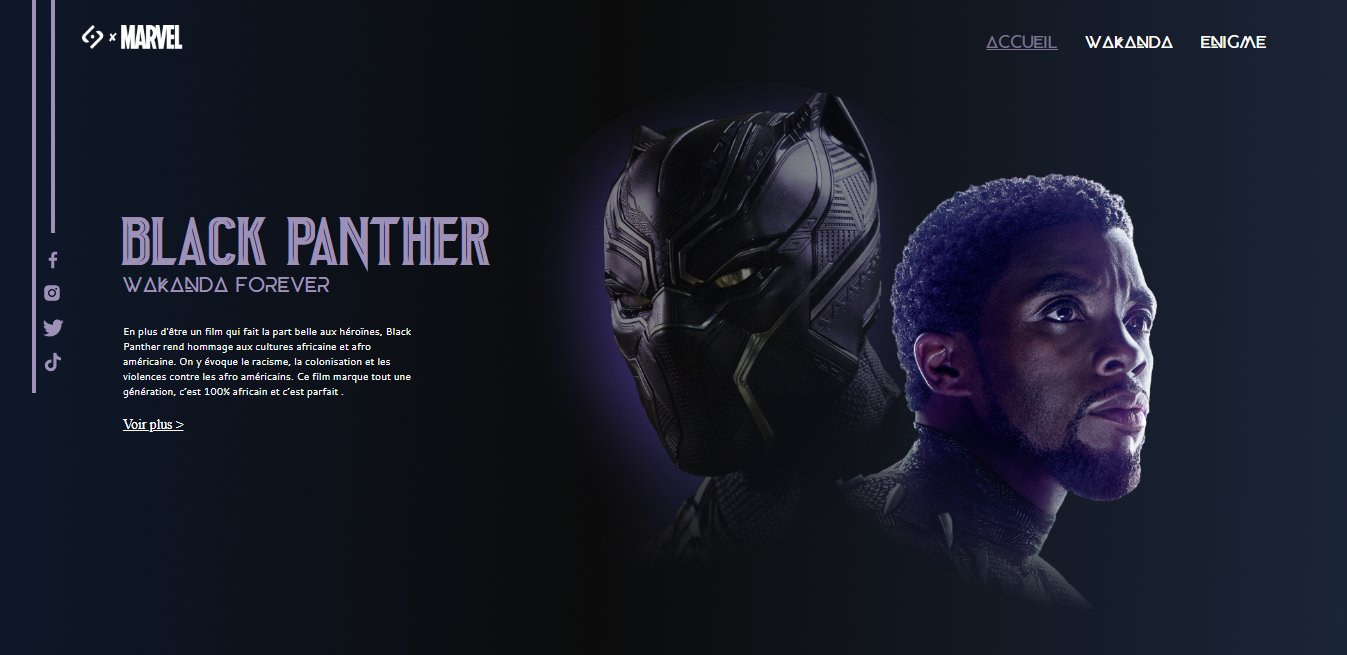 x MARVEL
ACCUEIL WAKANDA ENIGME
BLACK PANTHER
WAKANDA FOREVER
En plus d'être un film qui fait la part belle aux héroïnes, Black
Panther rend hommage aux cultures africaine et afro
américaine. On y évoque le racisme, la colonisation et les
violences contre les afro américains. Ce film marque tout une
génération, c'est 100% africain et c'est parfait .
Voir plus >